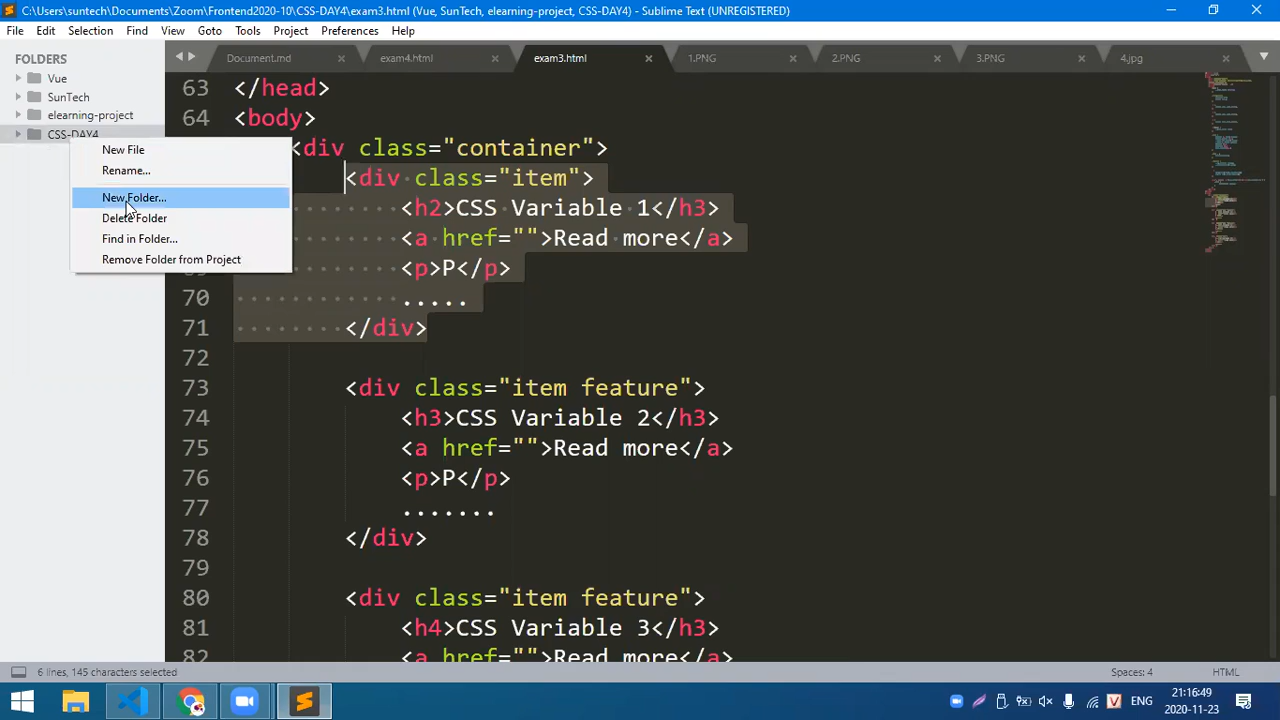 C:\Users\suntech\Documents\Zoom\Frontend2020-10\CSS-DAY4\exam3.html (Vue, SunTech, elearning-project, CSS-DAY4) - Sublime Text (UNREGISTERED)
File Edit Selection Find View Goto Tools Project Preferences Help
FOLDERS
Vue
SunTech
elearning-project
CSS-DAY4
New File
Rename...
New Folder...
Delete Folder
Find in Folder...
Remove Folder from Project
Document.md exam4.html exam3.html 1.PNG 2.PNG 3.PNG 4.jpg
63 </head>
64 <body>
<div class="container">
<div class="item">
<h2>CSS Variable 1</h3>
<a href="">Read more</a>
<p>P</p>
70 .....
71 </div>
72
73 <div class="item feature">
74 <h3>CSS Variable 2</h3>
75 <a href="">Read more</a>
76 <p>P</p>
77 .......
78 </div>
79
80 <div class="item feature">
81 <h4>CSS Variable 3</h3>
82 <a href="">Read more</a>
6 lines, 145 characters selected Spaces: 4 HTML
ENG 21:16:49
2020-11-23